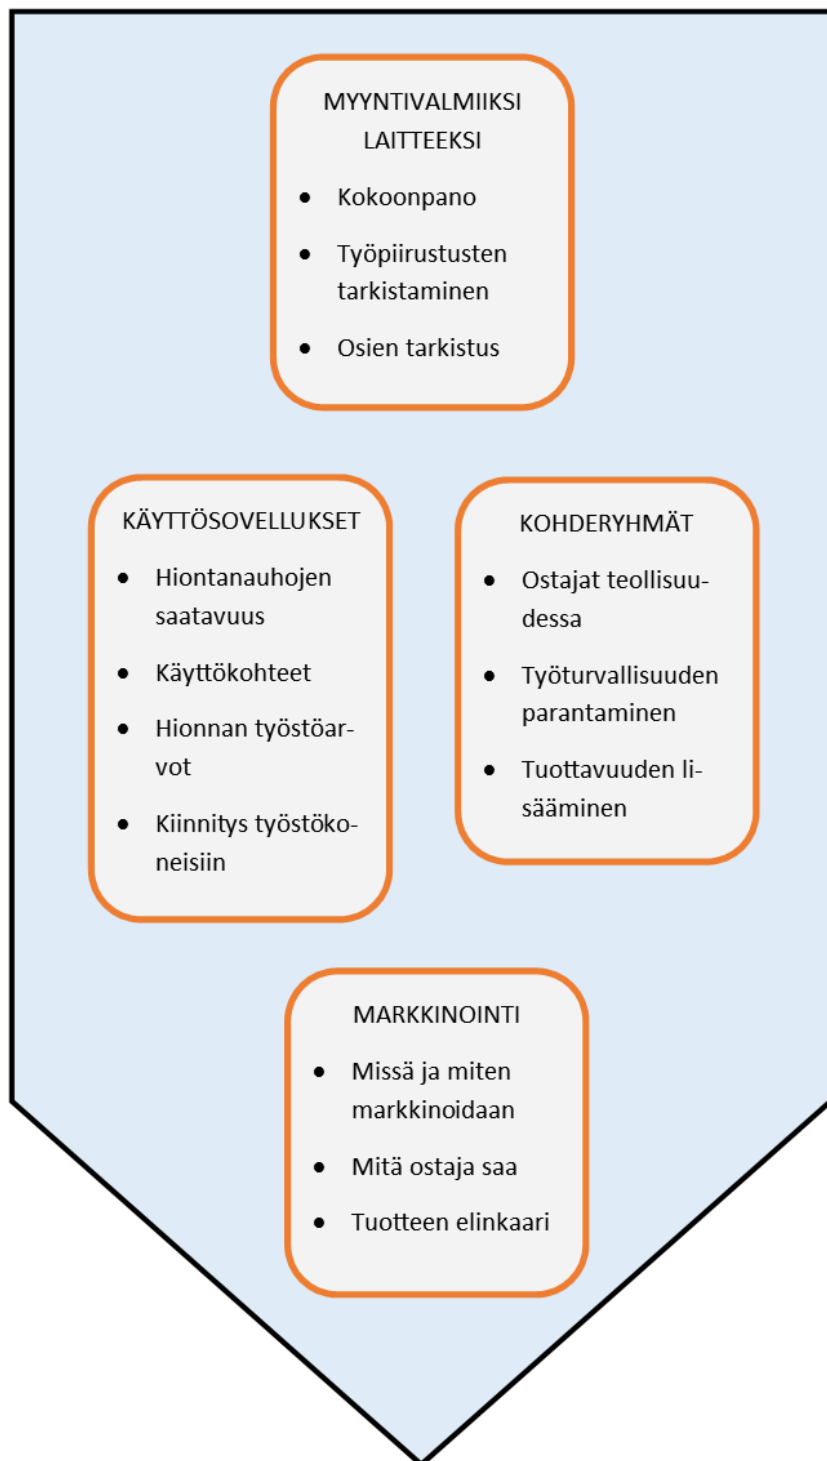 MYYNTIVALMIIKSI
LAITTEEKSI
• Kokoonpano
• Työpiirustusten
tarkistaminen
• Osien tarkistus
KÄYTTÖSOVELLUKSET
• Hiontanauhojen
saatavuus
• Käyttökohteet
• Hionnan työstöar-
vot
• Kiinnitys työstöko-
neisiin
KOHDERYHMÄT
• Ostajat teollisuu-
dessa
• Työturvallisuuden
parantaminen
• Tuottavuuden li-
sääminen
MARKKINOINTI
• Missä ja miten
markkinoidaan
• Mitä ostaja saa
• Tuotteen elinkaari